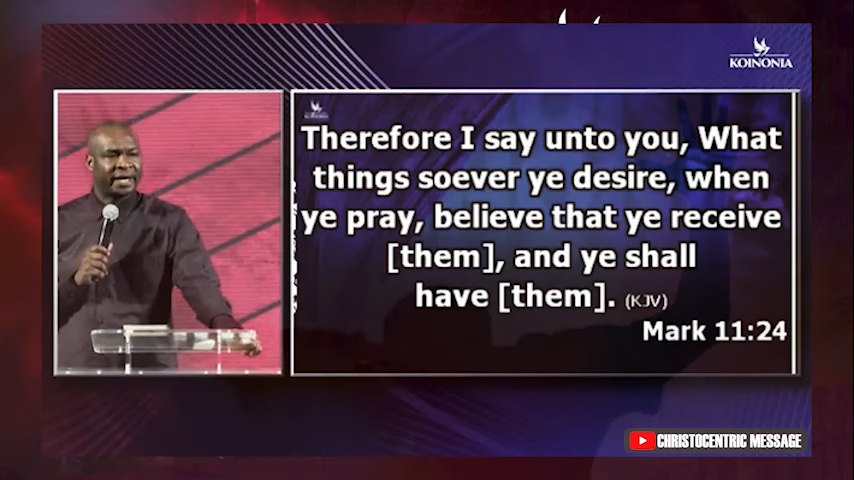 KOINONIA
Therefore I say unto you, What
things soever ye desire, when
ye pray, believe that ye receive
[them], and ye shall
have [them]. (KJV)
Mark 11:24
CHRISTOCENTRIC MESSAGE